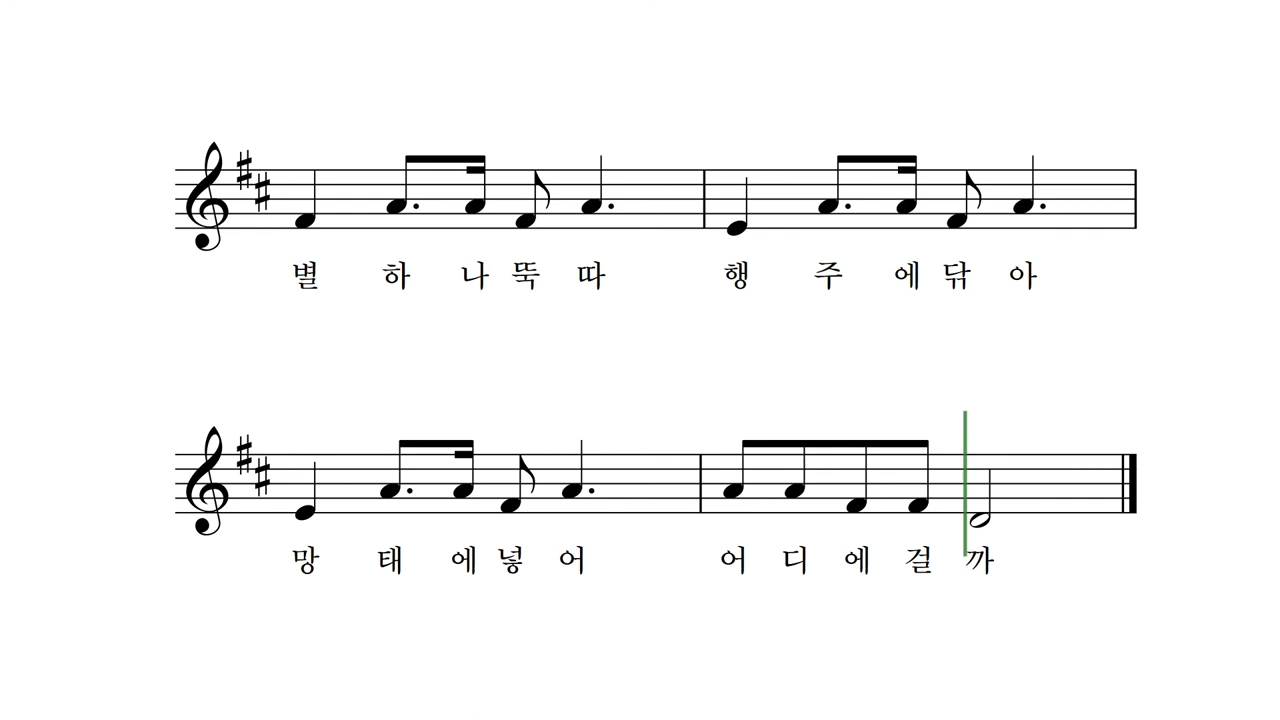 별 하 나 뚝 따 행 주 에 닦 아
망 태 에 넣 어 어 디 에 걸 까